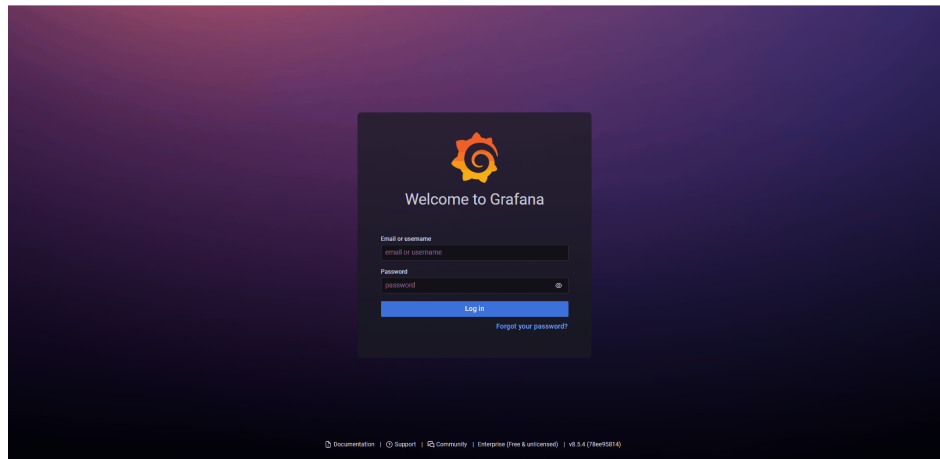 Welcome to Grafana
Email or username
email or username
Password
password
Log in
Forgot your password?
Documentation | Support | Community | Enterprise (Free & unlicensed) | v8.5.4 (78ee95814)